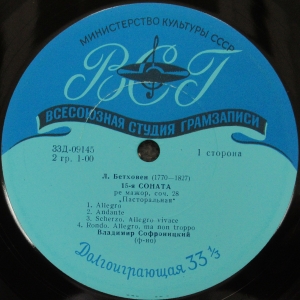 МИНИСТЕРСТВО КУЛЬТУРЫ СССР
ВСГ
ВСЕСОЮЗНАЯ СТУДИЯ ГРАМЗАПИСИ
33Д-09145
2 гр. 1-00
1 сторона
Л. Бетховен (1770—1827)
15-я СОНАТА
ре мажор, соч. 28
„Пасторальная"
1. Allegro
2. Andante
3. Scherzo. Allegro vivace
4. Rondo. Allegro, ma non troppo
Владимир Софроницкий
(ф-но)
Долгоиграющая 33 ⅓